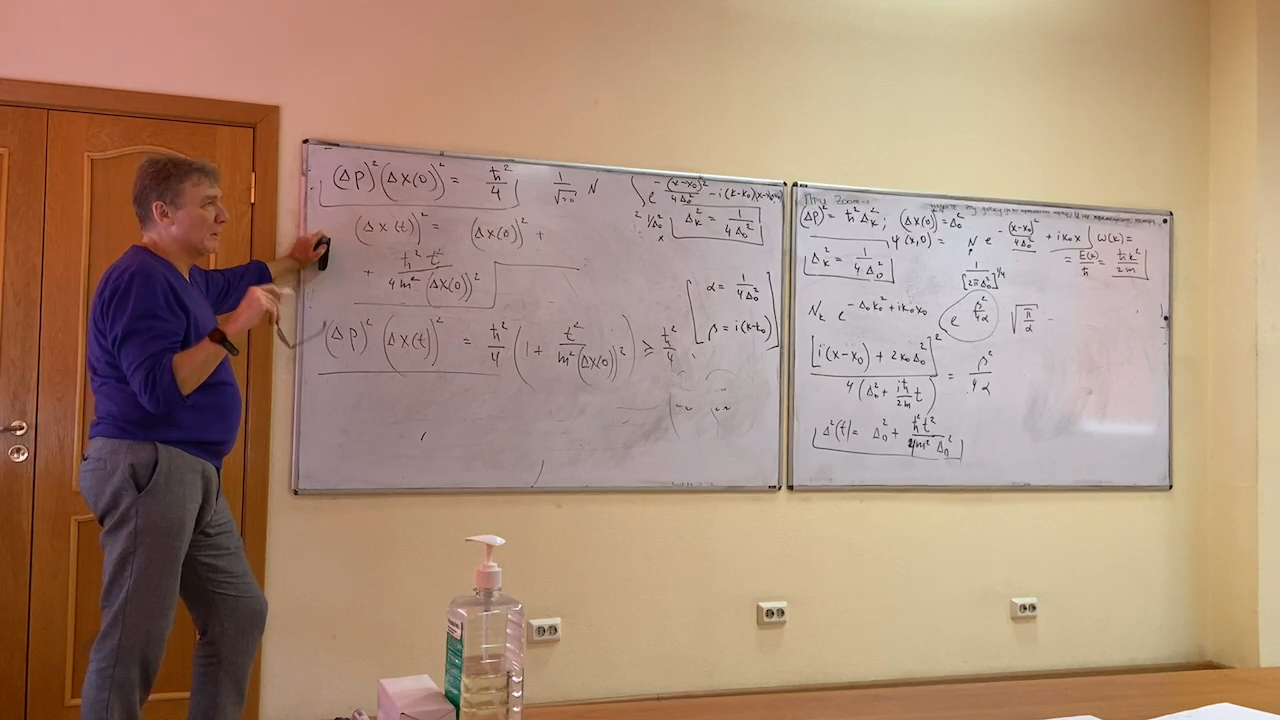 (Δp)² (Δx(0))² = ħ²/4
1/√2π N ∫ e^{-(x-x₀)²/4Δ₀² - i(k-k₀)(x-x₀)}
(Δx(t))² = (Δx(0))² +
+ ħ²t²/4m²(Δx(0))²
Δₖ² = 1/4Δ₀²
α = 1/4Δ₀²
β = i(k-k₀)
(Δp)² (Δx(t))² = ħ²/4 (1 + t²/m²(Δx(0))²) ≥ ħ²/4
При Zoom-
(Δp)² = ħ²Δₖ²; (Δx(0))² = Δ₀²
Δₖ² = 1/4Δ₀²
ψ(x,0) = N e^{-(x-x₀)²/4Δ₀² + ik₀x}
1/[2πΔ₀²]^{1/4}
ω(k) =
= E(k)/ħ = ħk²/2m
Nₖ e^{-Δ₀k₀² + ik₀x₀} e^{β²/4α} √π/α
[i(x-x₀) + 2k₀Δ₀²]² / 4(Δ₀² + iħ/2m t) = β²/4α
Δ²(t) = Δ₀² + ħ²t²/4m²Δ₀²